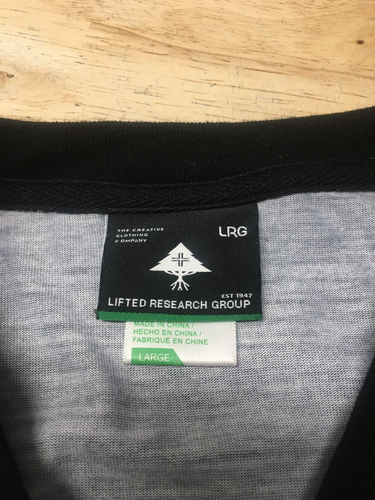 THE CREATIVE
CLOTHING
COMPANY
LRG
EST 1947
LIFTED RESEARCH GROUP
MADE IN CHINA /
HECHO EN CHINA /
FABRIQUÉ EN CHINE
LARGE